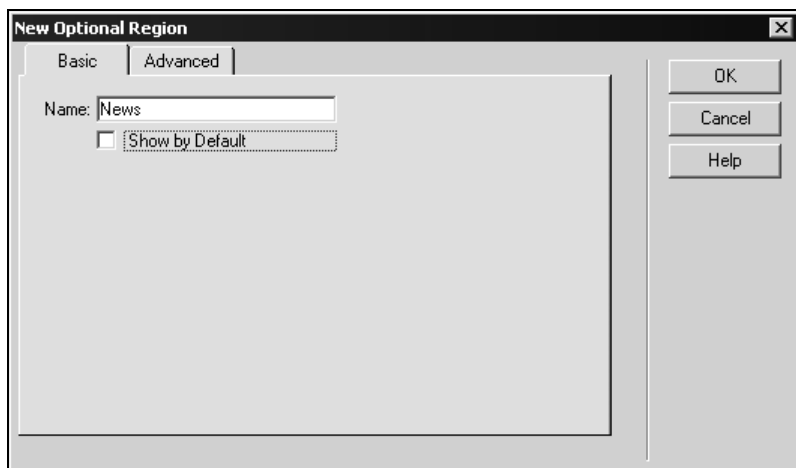 New Optional Region
Basic
Advanced
Name: News
Show by Default
OK
Cancel
Help